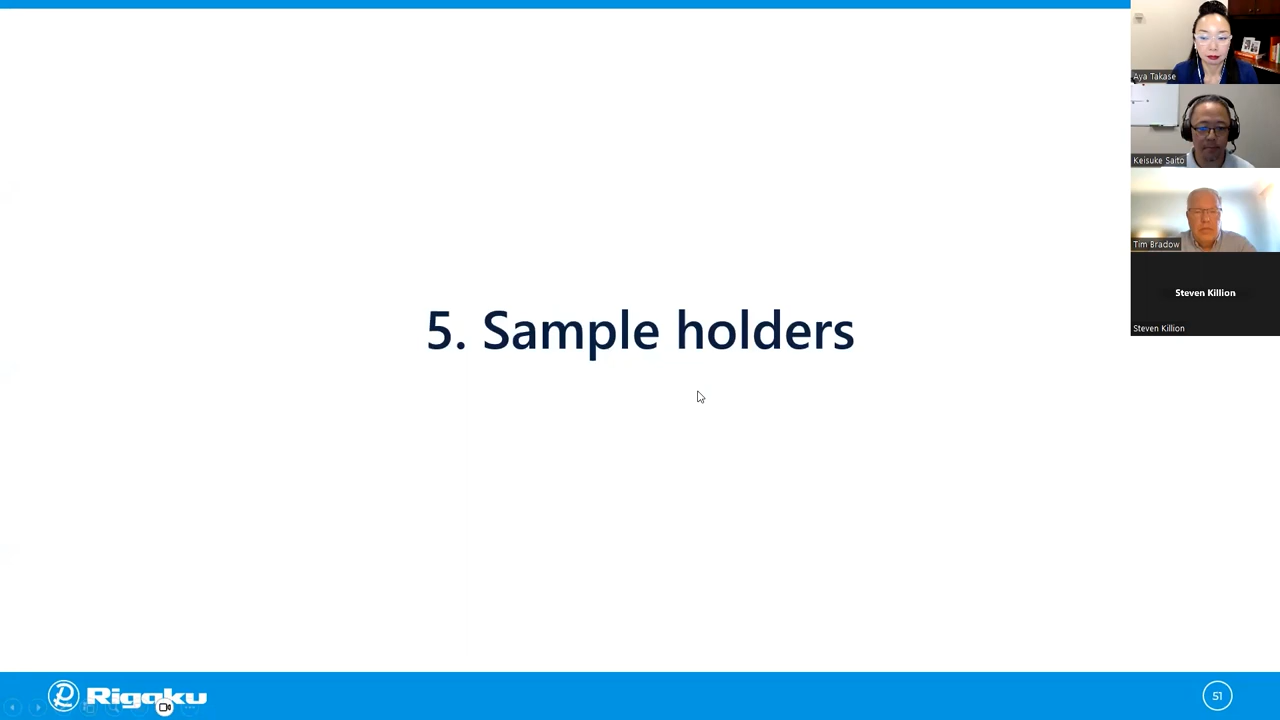 Aya Takase
Keisuke Saito
Tim Bradow
Steven Killion
Steven Killion
5. Sample holders
Rigaku
51